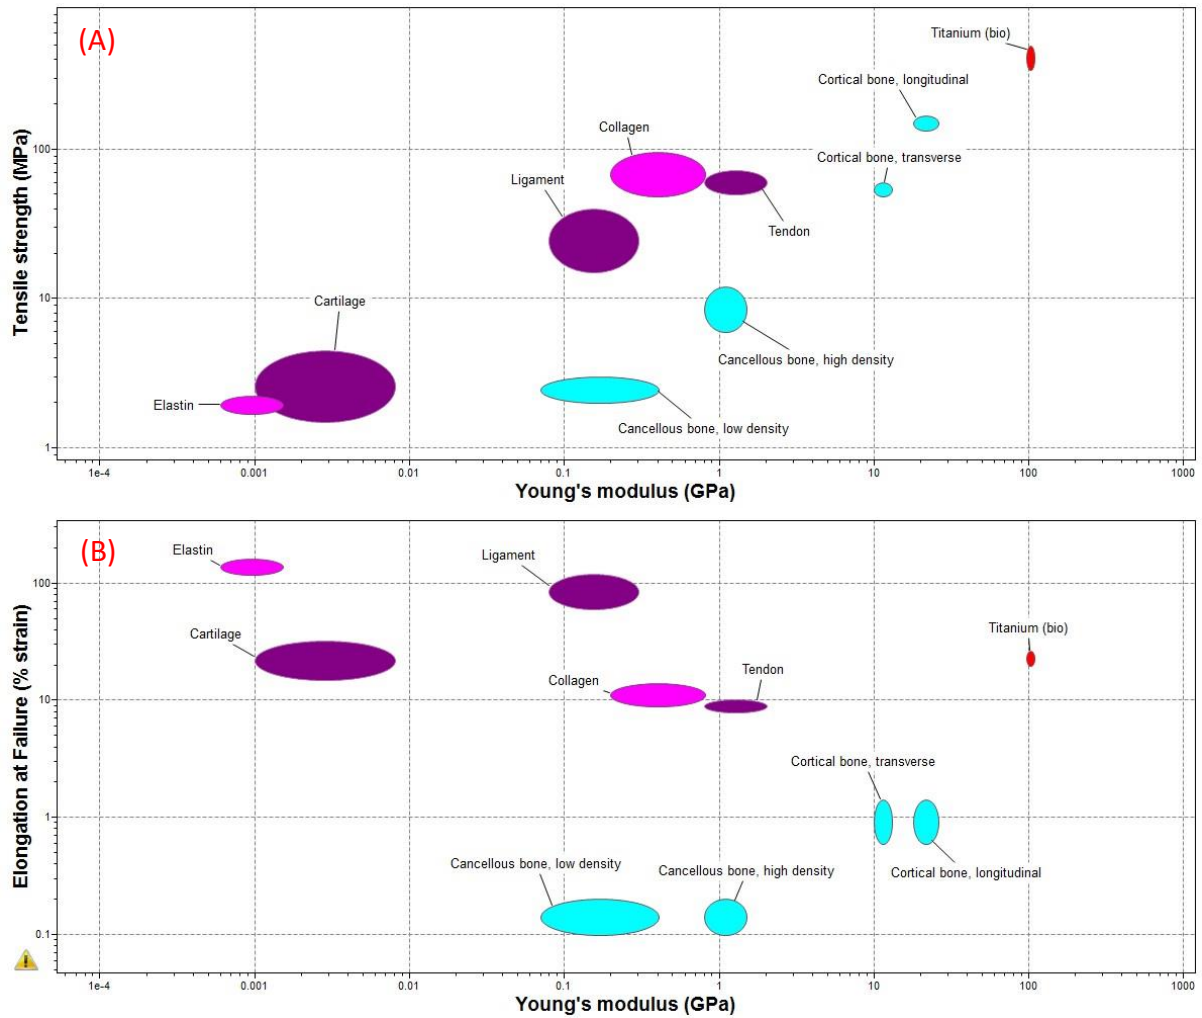 (A)
Titanium (bio)
Cortical bone, longitudinal
Collagen
Cortical bone, transverse
Ligament
Tendon
Cartilage
Cancellous bone, high density
Elastin
Cancellous bone, low density
Tensile strength (MPa)
100
10
1
1e-4
0.001
0.01
0.1
1
10
100
1000
Young's modulus (GPa)
(B)
Elastin
Ligament
Cartilage
Titanium (bio)
Collagen
Tendon
Cortical bone, transverse
Cancellous bone, low density
Cancellous bone, high density
Cortical bone, longitudinal
Elongation at Failure (% strain)
100
10
1
0.1
1e-4
0.001
0.01
0.1
1
10
100
1000
Young's modulus (GPa)